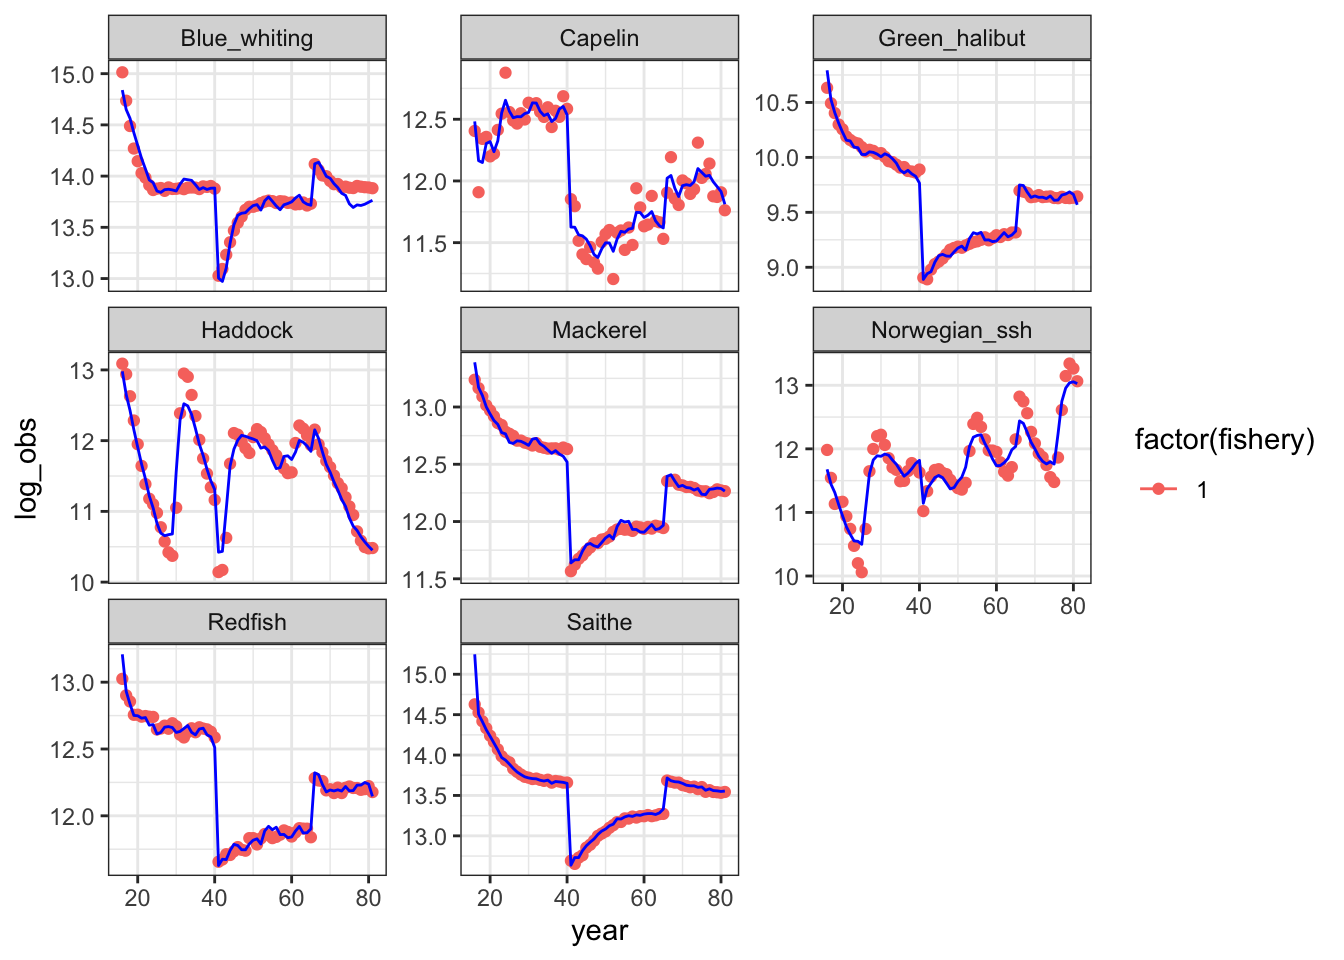 Blue_whiting Capelin Green_halibut
15.0 14.5 14.0 13.5 13.0
12.5 12.0 11.5
10.5 10.0 9.5 9.0
Haddock Mackerel Norwegian_ssh
13 12 11 10
13.0 12.5 12.0 11.5
13 12 11 10
20 40 60 80
Redfish Saithe
13.0 12.5 12.0
15.0 14.5 14.0 13.5 13.0
20 40 60 80
20 40 60 80
year
log_obs
factor(fishery)
1